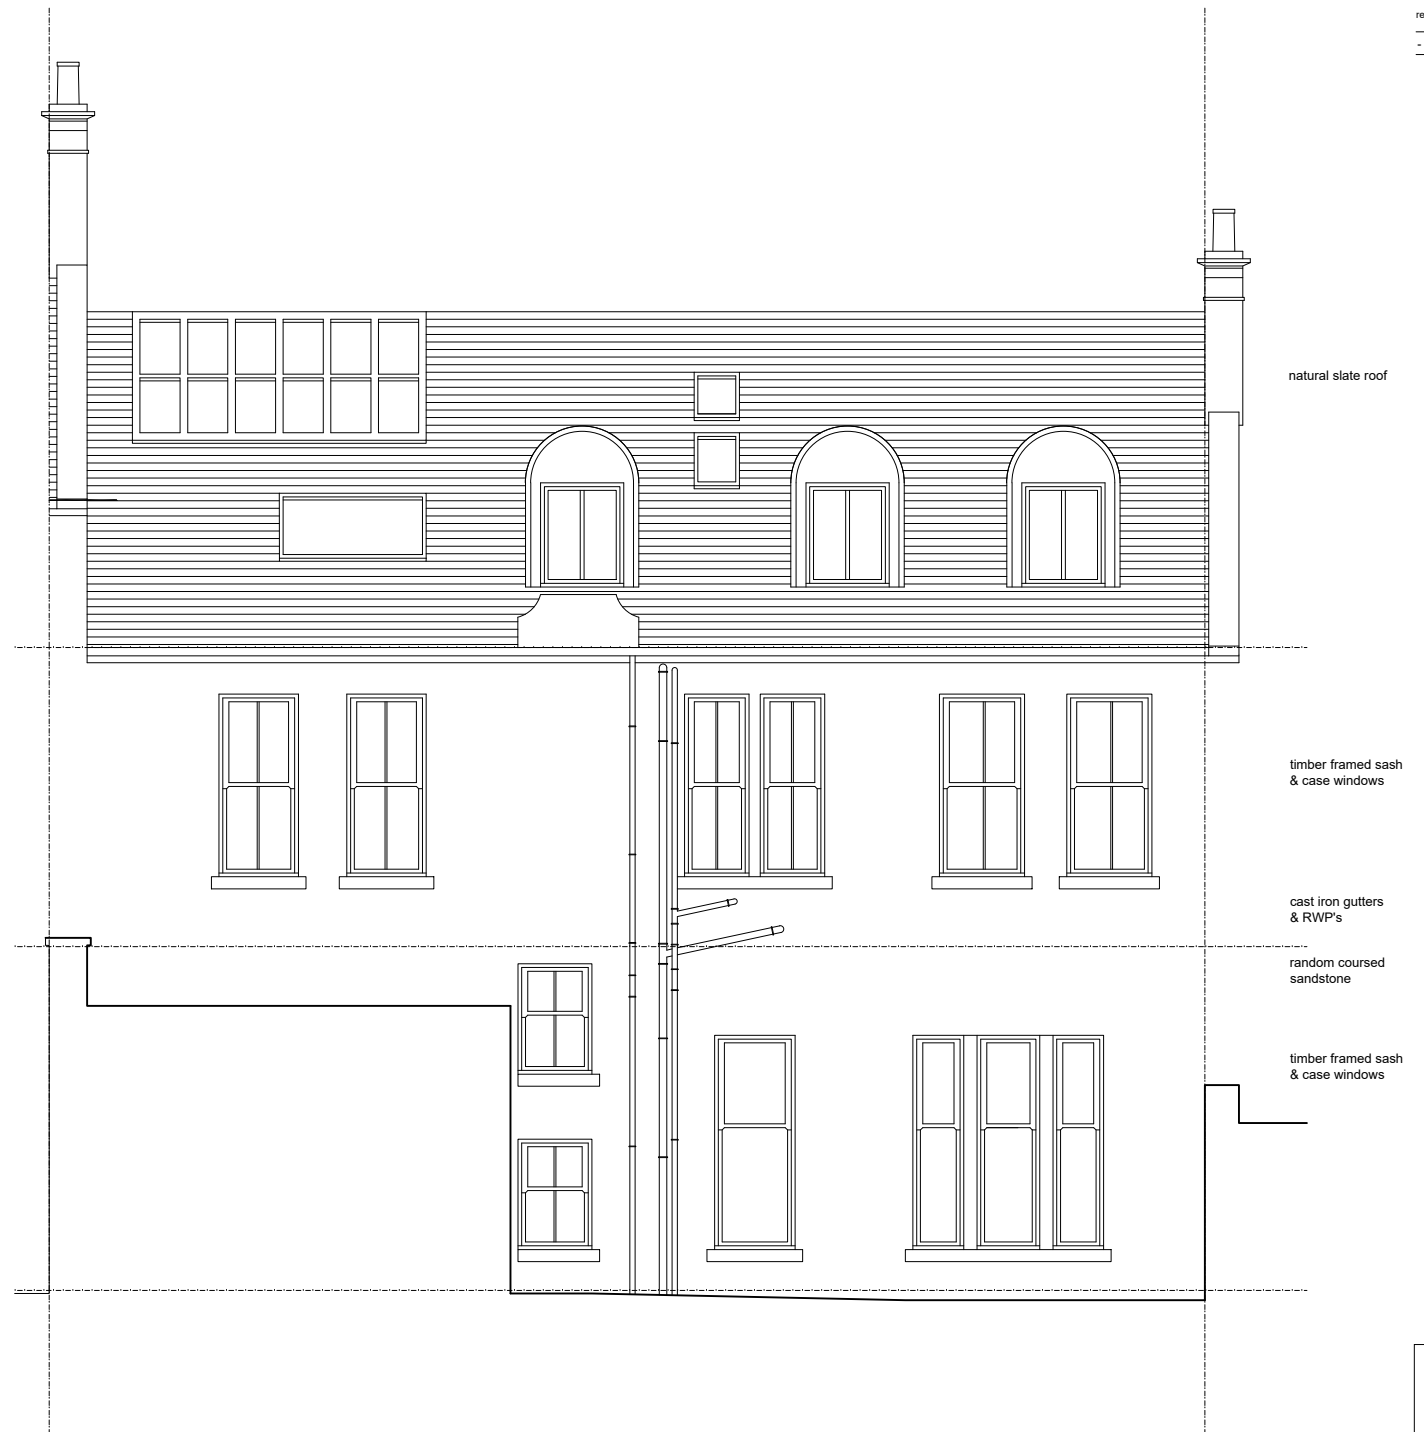 re
-
natural slate roof
timber framed sash
& case windows
cast iron gutters
& RWP's
random coursed
sandstone
timber framed sash
& case windows